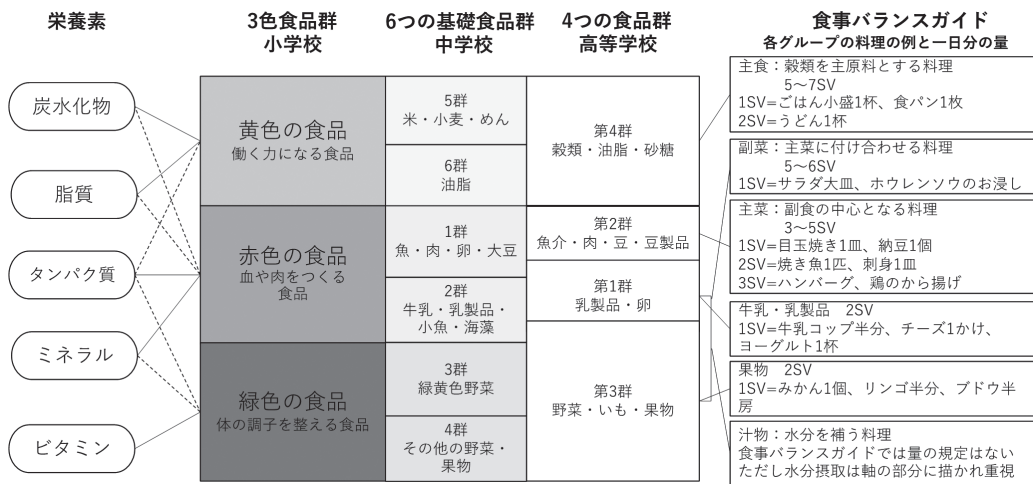 栄養素
炭水化物
脂質
タンパク質
ミネラル
ビタミン
3色食品群
小学校
黄色の食品
働く力になる食品
赤色の食品
血や肉をつくる
食品
緑色の食品
体の調子を整える食品
6つの基礎食品群
中学校
5群
米・小麦・めん
6群
油脂
1群
魚・肉・卵・大豆
2群
牛乳・乳製品・
小魚・海藻
3群
緑黄色野菜
4群
その他の野菜・
果物
4つの食品群
高等学校
第4群
穀類・油脂・砂糖
第2群
魚介・肉・豆・豆製品
第1群
乳製品・卵
第3群
野菜・いも・果物
食事バランスガイド
各グループの料理の例と一日分の量
主食：穀類を主原料とする料理
5〜7SV
1SV=ごはん小盛1杯、食パン1枚
2SV=うどん1杯
副菜：主菜に付け合わせる料理
5〜6SV
1SV=サラダ大皿、ホウレンソウのお浸し
主菜：副食の中心となる料理
3〜5SV
1SV=目玉焼き1皿、納豆1個
2SV=焼き魚1匹、刺身1皿
3SV=ハンバーグ、鶏のから揚げ
牛乳・乳製品　2SV
1SV=牛乳コップ半分、チーズ1かけ、
ヨーグルト1杯
果物　2SV
1SV=みかん1個、リンゴ半分、ブドウ半
房
汁物：水分を補う料理
食事バランスガイドでは量の規定はない
ただし水分摂取は軸の部分に描かれ重視